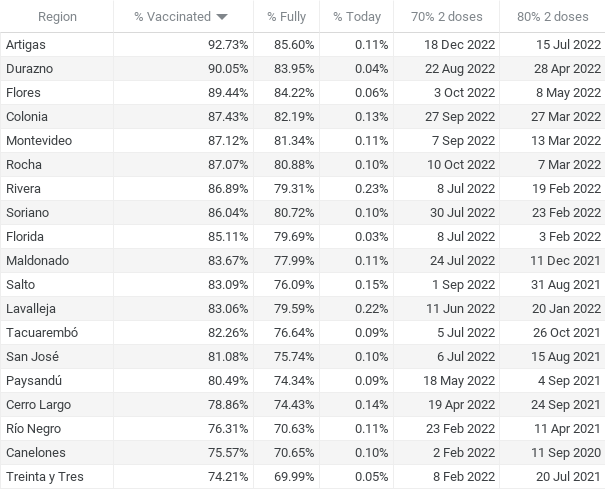 Region % Vaccinated % Fully % Today 70% 2 doses 80% 2 doses
Artigas 92.73% 85.60% 0.11% 18 Dec 2022 15 Jul 2022
Durazno 90.05% 83.95% 0.04% 22 Aug 2022 28 Apr 2022
Flores 89.44% 84.22% 0.06% 3 Oct 2022 8 May 2022
Colonia 87.43% 82.19% 0.13% 27 Sep 2022 27 Mar 2022
Montevideo 87.12% 81.34% 0.11% 7 Sep 2022 13 Mar 2022
Rocha 87.07% 80.88% 0.10% 10 Oct 2022 7 Mar 2022
Rivera 86.89% 79.31% 0.23% 8 Jul 2022 19 Feb 2022
Soriano 86.04% 80.72% 0.10% 30 Jul 2022 23 Feb 2022
Florida 85.11% 79.69% 0.03% 8 Jul 2022 3 Feb 2022
Maldonado 83.67% 77.99% 0.11% 24 Jul 2022 11 Dec 2021
Salto 83.09% 76.09% 0.15% 1 Sep 2022 31 Aug 2021
Lavalleja 83.06% 79.59% 0.22% 11 Jun 2022 20 Jan 2022
Tacuarembó 82.26% 76.64% 0.09% 5 Jul 2022 26 Oct 2021
San José 81.08% 75.74% 0.10% 6 Jul 2022 15 Aug 2021
Paysandú 80.49% 74.34% 0.09% 18 May 2022 4 Sep 2021
Cerro Largo 78.86% 74.43% 0.14% 19 Apr 2022 24 Sep 2021
Río Negro 76.31% 70.63% 0.11% 23 Feb 2022 11 Apr 2021
Canelones 75.57% 70.65% 0.10% 2 Feb 2022 11 Sep 2020
Treinta y Tres 74.21% 69.99% 0.05% 8 Feb 2022 20 Jul 2021